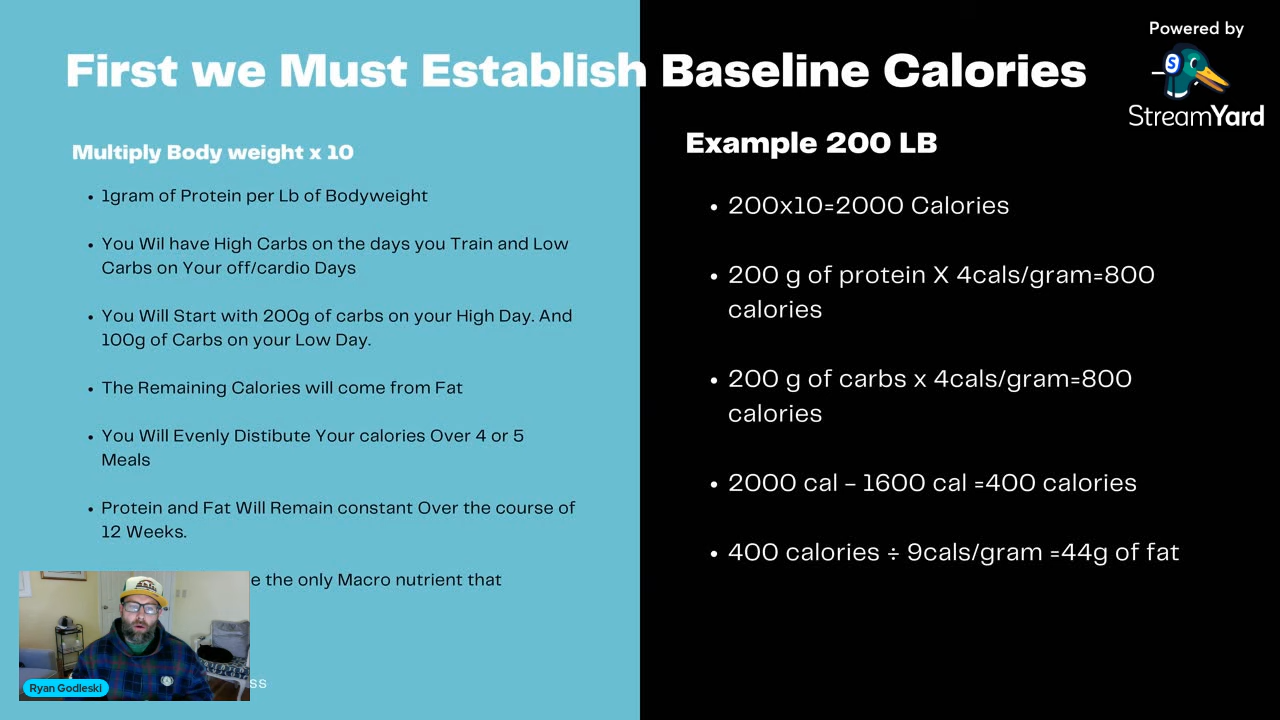 First we Must Establish Baseline Calories
Powered by
StreamYard
Multiply Body weight x 10
1gram of Protein per Lb of Bodyweight
You Wil have High Carbs on the days you Train and Low
Carbs on Your off/cardio Days
You Will Start with 200g of carbs on your High Day. And
100g of Carbs on your Low Day.
The Remaining Calories will come from Fat
You Will Evenly Distibute Your calories Over 4 or 5
Meals
Protein and Fat Will Remain constant Over the course of
12 Weeks.
e the only Macro nutrient that
Example 200 LB
200x10=2000 Calories
200 g of protein X 4cals/gram=800
calories
200 g of carbs x 4cals/gram=800
calories
2000 cal - 1600 cal =400 calories
400 calories ÷ 9cals/gram =44g of fat
Ryan Godleski
ss